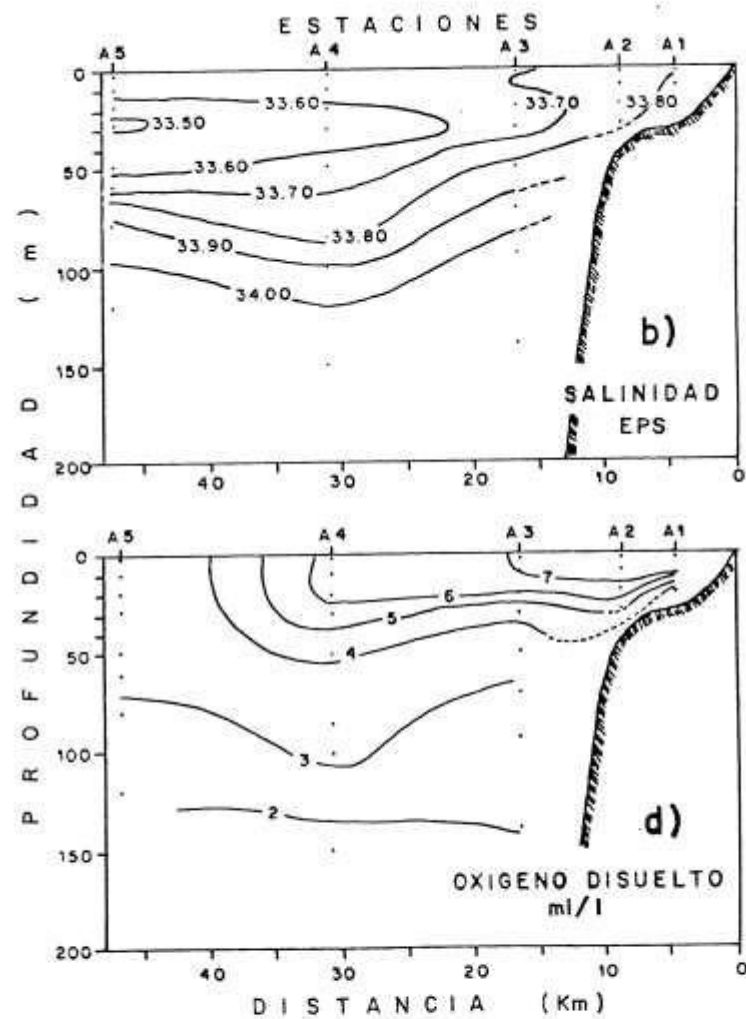 ESTACIONES
A5 A4 A3 A2 A1
0
33.60 33.70 33.80
33.50
33.60
50
33.70
33.80
33.90
100
34.00
b)
150
SALINIDAD
EPS
200
40 30 20 10 0
PROFUNDIDAD (m)
A5 A4 A3 A2 A1
0
7
6
5
50
4
3
100
2
d)
150
OXIGENO DISUELTO
ml/l
200
40 30 20 10 0
DISTANCIA (Km)